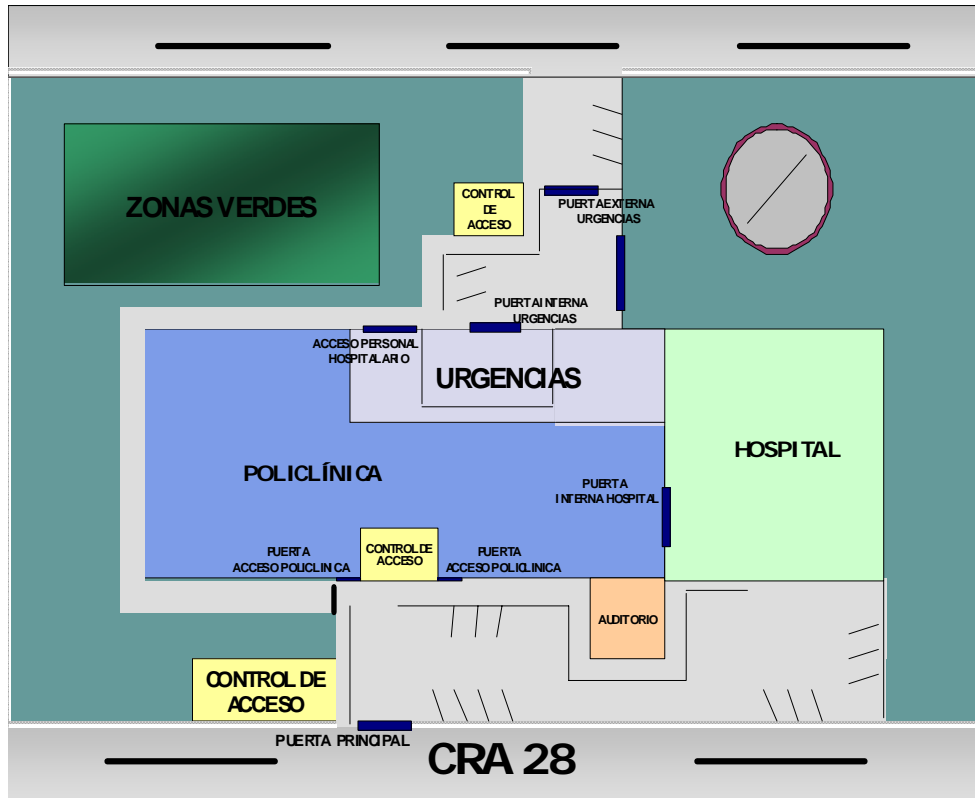 ZONAS VERDES
CONTROL
DE
ACCESO
PUERTA EXTERNA
URGENCIAS
PUERTA INTERNA
URGENCIAS
ACCESO PERSONAL
HOSPITALARIO
URGENCIAS
HOSPITAL
POLICLÍNICA
PUERTA
INTERNA HOSPITAL
PUERTA
ACCESO POLICLINICA
CONTROL DE
ACCESO
PUERTA
ACCESO POLICLINICA
AUDITORIO
CONTROL DE
ACCESO
PUERTA PRINCIPAL
CRA 28